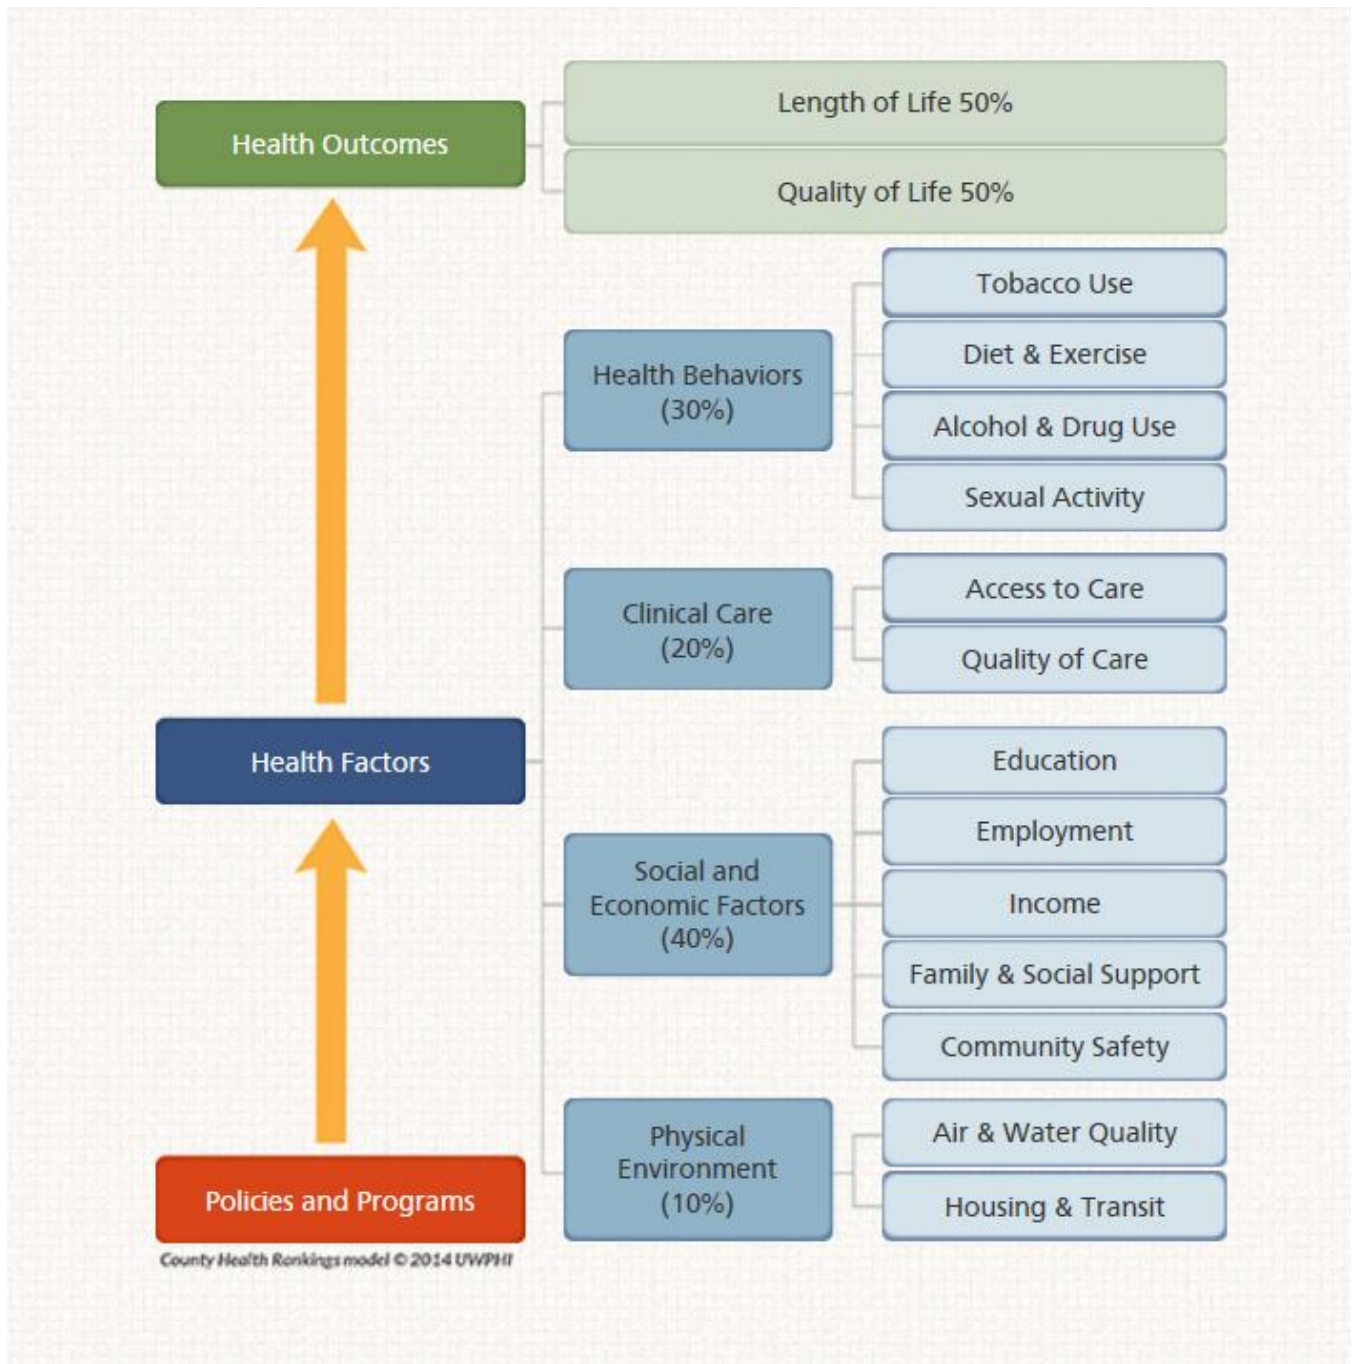 Health Outcomes
Length of Life 50%
Quality of Life 50%
Health Factors
Health Behaviors
(30%)
Tobacco Use
Diet & Exercise
Alcohol & Drug Use
Sexual Activity
Clinical Care
(20%)
Access to Care
Quality of Care
Social and
Economic Factors
(40%)
Education
Employment
Income
Family & Social Support
Community Safety
Physical
Environment
(10%)
Air & Water Quality
Housing & Transit
Policies and Programs
County Health Rankings model © 2014 UWPHI